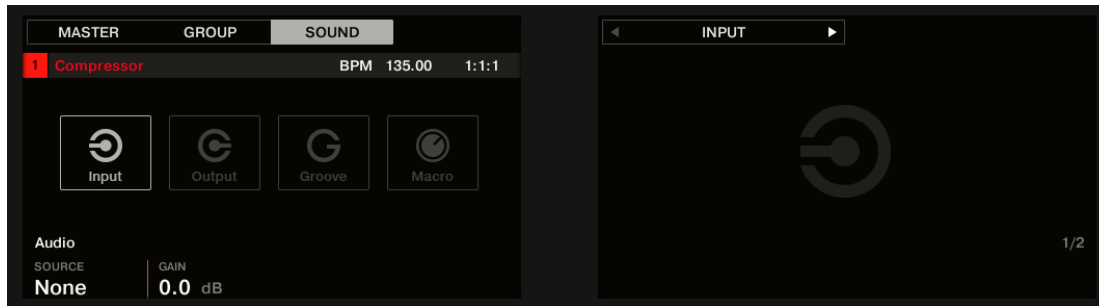 MASTER GROUP SOUND
1 Compressor BPM 135.00 1:1:1
Input Output Groove Macro
Audio
SOURCE GAIN
None 0.0 dB
INPUT
1/2